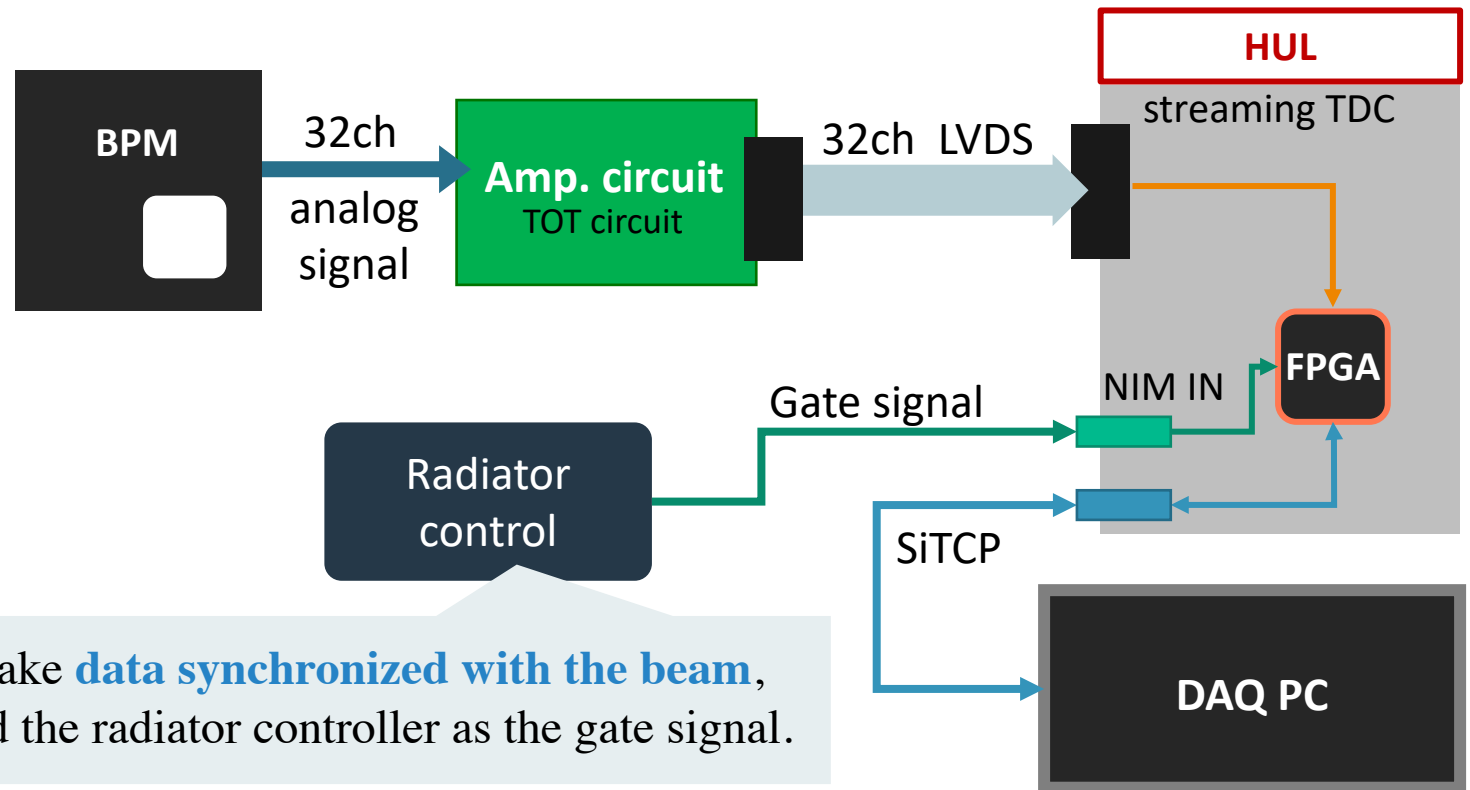 HUL
streaming TDC
BPM
32ch
analog
signal
Amp. circuit
TOT circuit
32ch LVDS
FPGA
NIM IN
Gate signal
Radiator
control
SiTCP
DAQ PC
data synchronized with the beam,
the radiator controller as the gate signal.